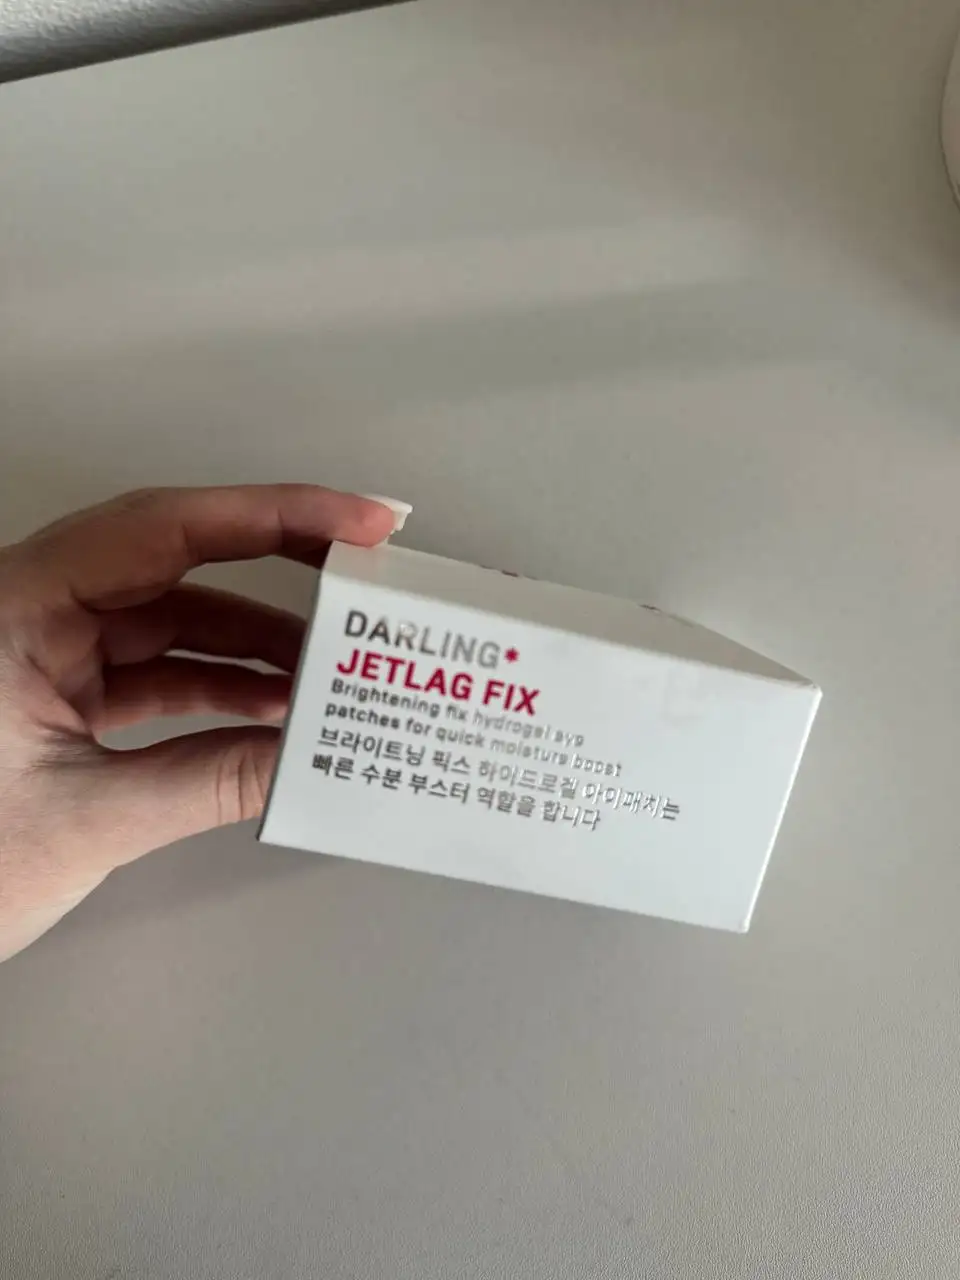 DARLING*
JETLAG FIX
Brightening fix hydrogel eye
patches for quick moisture boost
브라이트닝 픽스 하이드로겔 아이패치는
빠른 수분 부스터 역할을 합니다